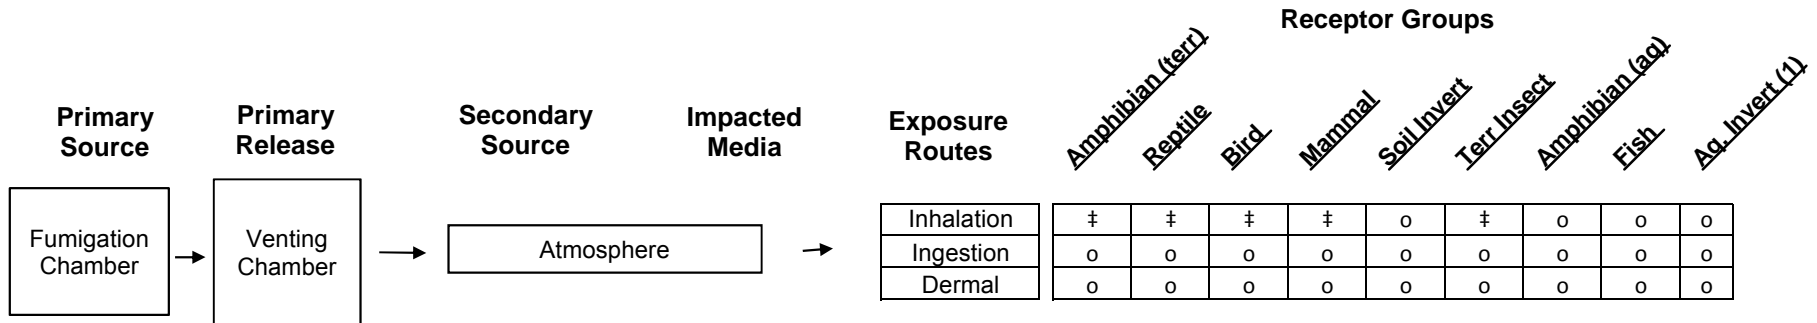 Receptor Groups
Amphibian (terr)
Reptile
Bird
Mammal
Soil Invert
Terr Insect
Amphibian (aq)
Fish
Aq. Invert (1)
Primary
Source
Primary
Release
Secondary
Source
Impacted
Media
Exposure
Routes
Fumigation
Chamber
Venting
Chamber
Atmosphere
Inhalation ‡ ‡ ‡ ‡ o ‡ o o o
Ingestion o o o o o o o o o
Dermal o o o o o o o o o